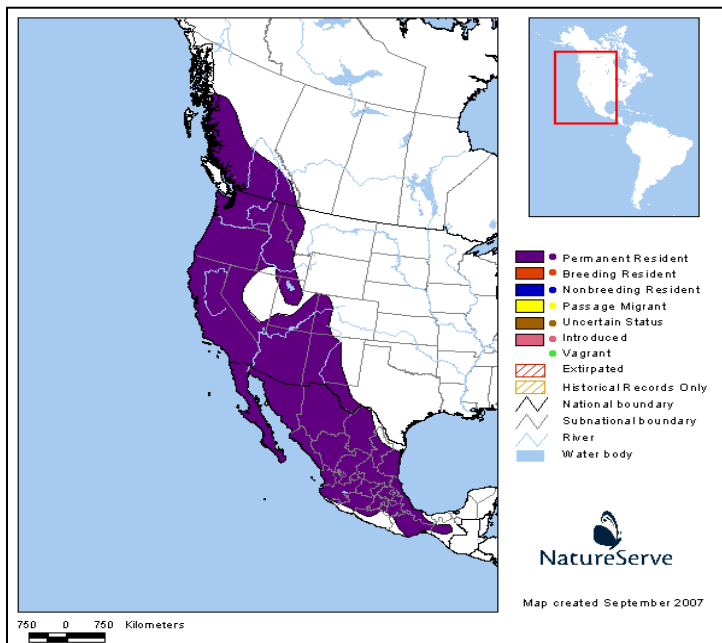 Permanent Resident
Breeding Resident
Nonbreeding Resident
Passage Migrant
Uncertain Status
Introduced
Vagrant
Extirpated
Historical Records Only
National boundary
Subnational boundary
River
Water body
NatureServe
Map created September 2007
750 0 750 Kilometers